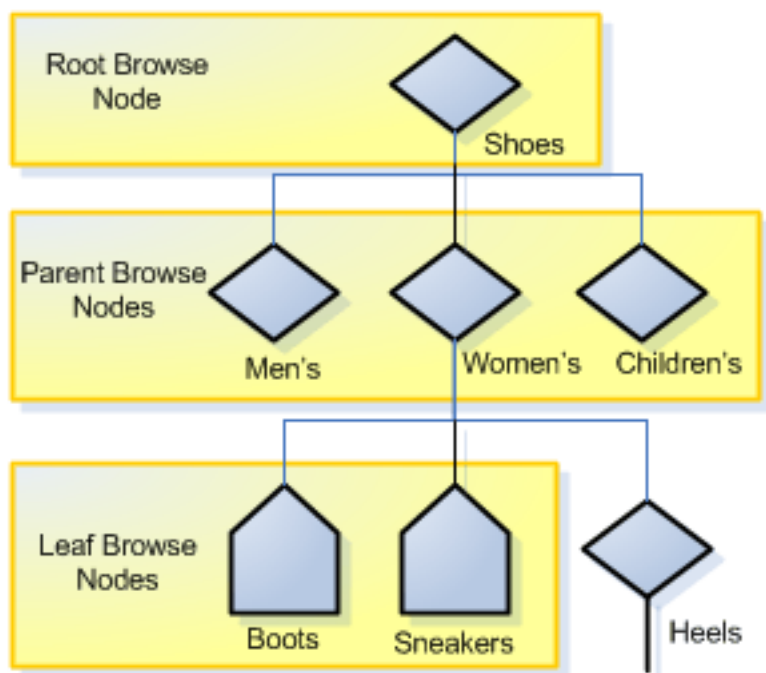 Root Browse
Node
Shoes
Parent Browse
Nodes
Men's
Women's
Children's
Leaf Browse
Nodes
Boots
Sneakers
Heels